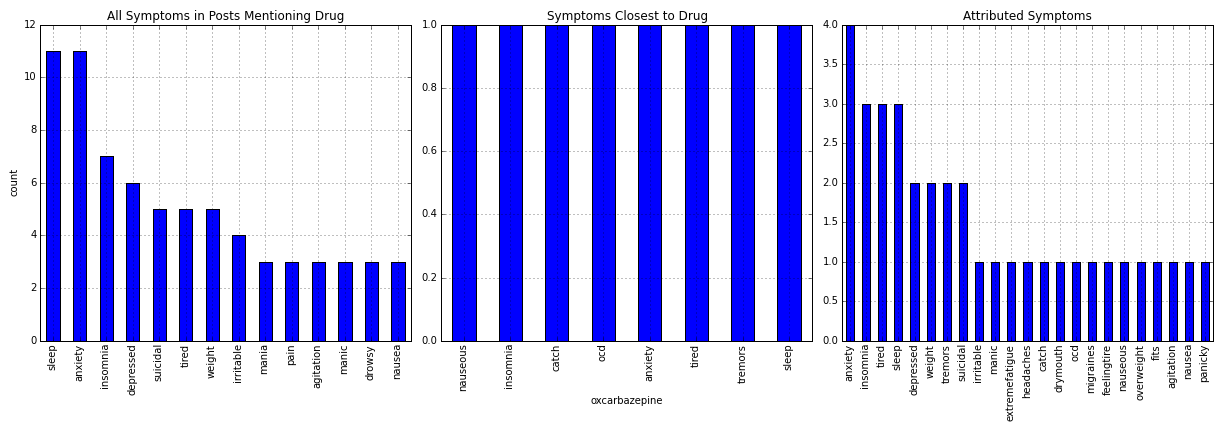 All Symptoms in Posts Mentioning Drug
12
10
8
6
4
2
0
count
sleep
anxiety
insomnia
depressed
suicidal
tired
weight
irritable
mania
pain
agitation
manic
drowsy
nausea
Symptoms Closest to Drug
1.0
0.8
0.6
0.4
0.2
0.0
nauseous
insomnia
catch
ocd
anxiety
tired
tremors
sleep
oxcarbazepine
Attributed Symptoms
4.0
3.5
3.0
2.5
2.0
1.5
1.0
0.5
0.0
anxiety
insomnia
tired
sleep
depressed
weight
tremors
suicidal
irritable
manic
extremefatigue
headaches
catch
drymouth
ocd
migraines
feelingtire
nauseous
overweight
fits
agitation
nausea
panicky